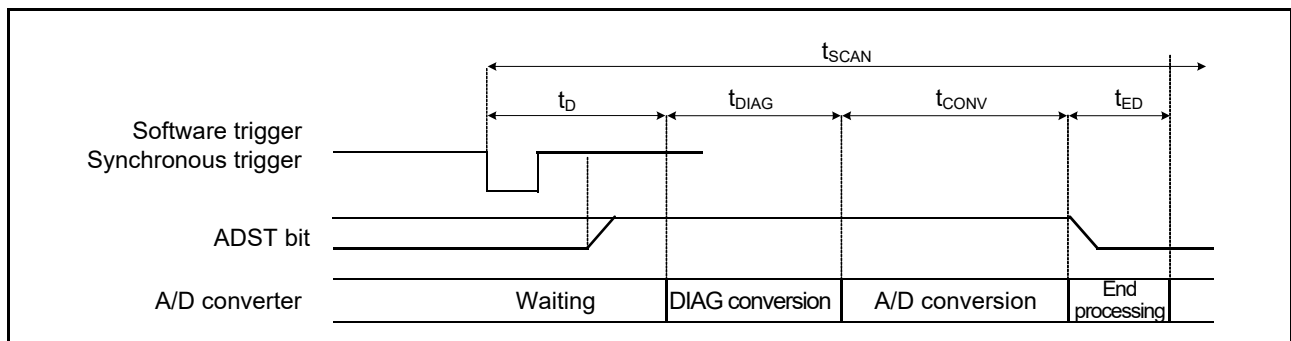 tSCAN
tD tDIAG tCONV tED
Software trigger
Synchronous trigger
ADST bit
A/D converter Waiting DIAG conversion A/D conversion End processing